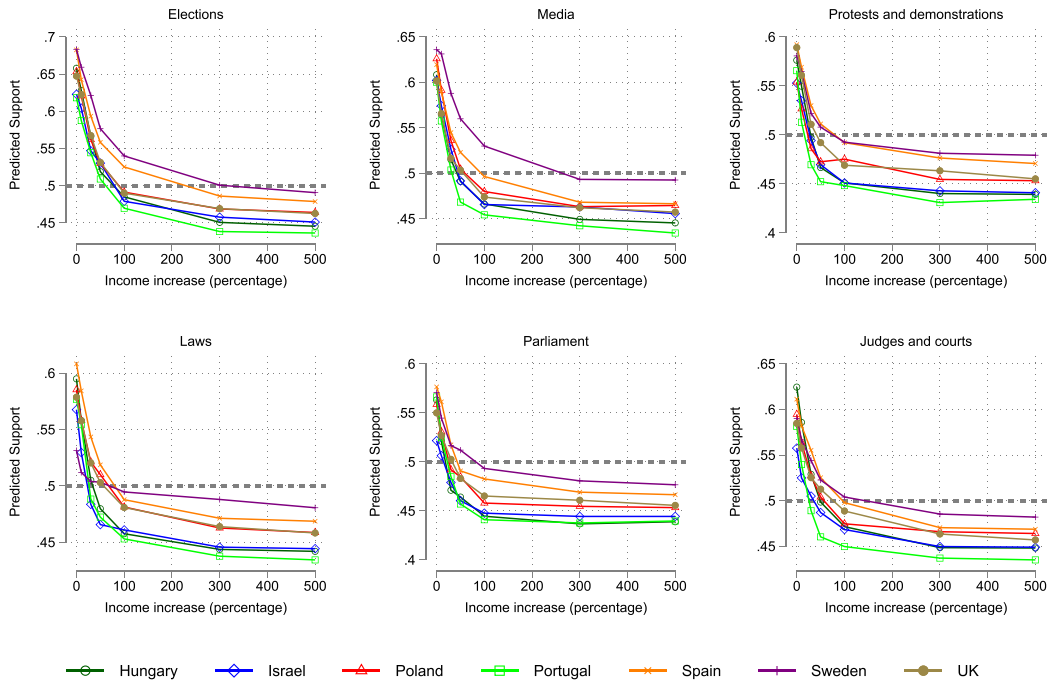 Elections
Media
Protests and demonstrations
Predicted Support
.7
.65
.6
.55
.5
.45
0 100 200 300 400 500
Income increase (percentage)
Predicted Support
.65
.6
.55
.5
.45
0 100 200 300 400 500
Income increase (percentage)
Predicted Support
.6
.55
.5
.45
.4
0 100 200 300 400 500
Income increase (percentage)
Laws
Parliament
Judges and courts
Predicted Support
.6
.55
.5
.45
0 100 200 300 400 500
Income increase (percentage)
Predicted Support
.6
.55
.5
.45
.4
0 100 200 300 400 500
Income increase (percentage)
Predicted Support
.65
.6
.55
.5
.45
0 100 200 300 400 500
Income increase (percentage)
Hungary Israel Poland Portugal Spain Sweden UK